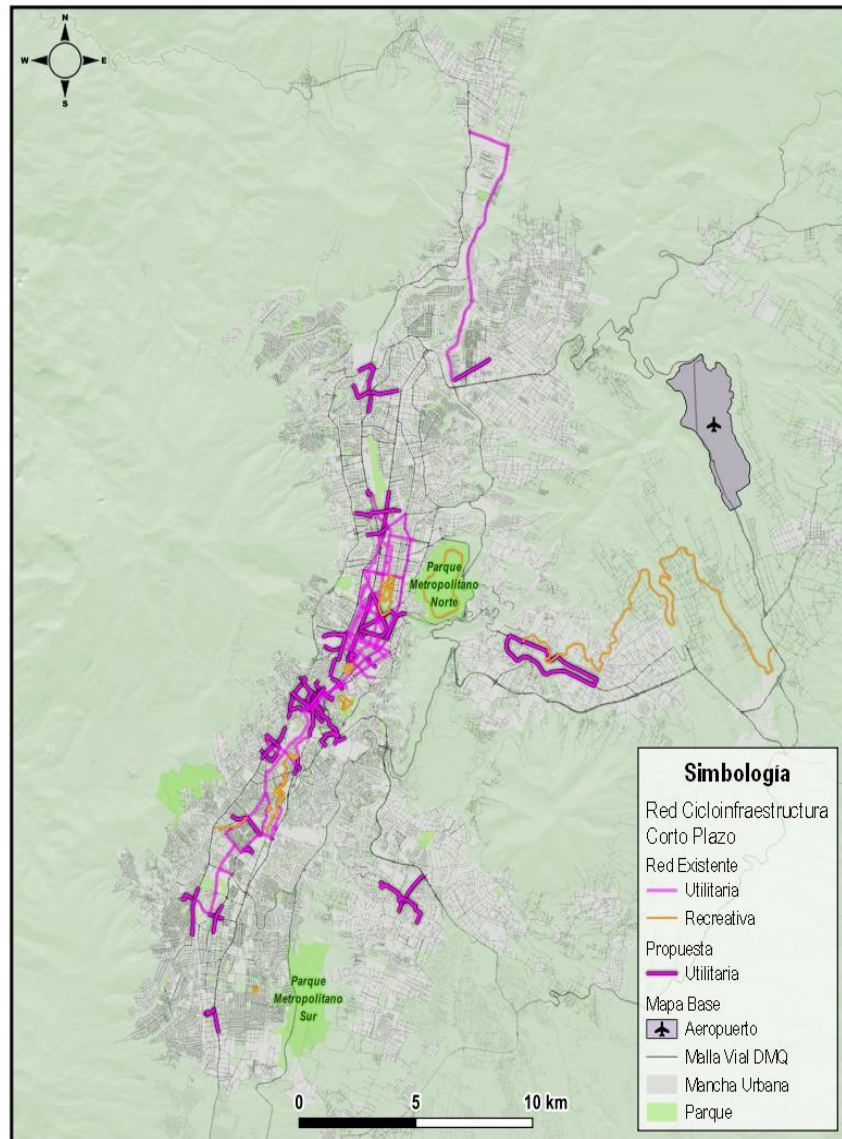 N
W E
S
Parque
Metropolitano
Norte
Parque
Metropolitano
Sur
Simbología
Red Cicloinfraestructura
Corto Plazo
Red Existente
Utilitaria
Recreativa
Propuesta
Utilitaria
Mapa Base
Aeropuerto
Malla Vial DMQ
Mancha Urbana
Parque
0 5 10 km